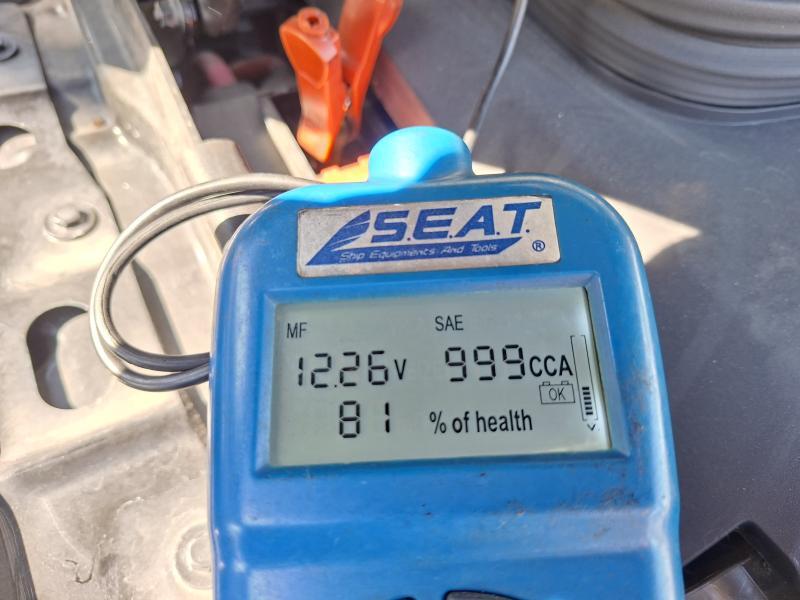 S.E.A.T. ®
Ship Equipments And Tools
MF SAE
12.26V 999CCA
OK
81 % of health